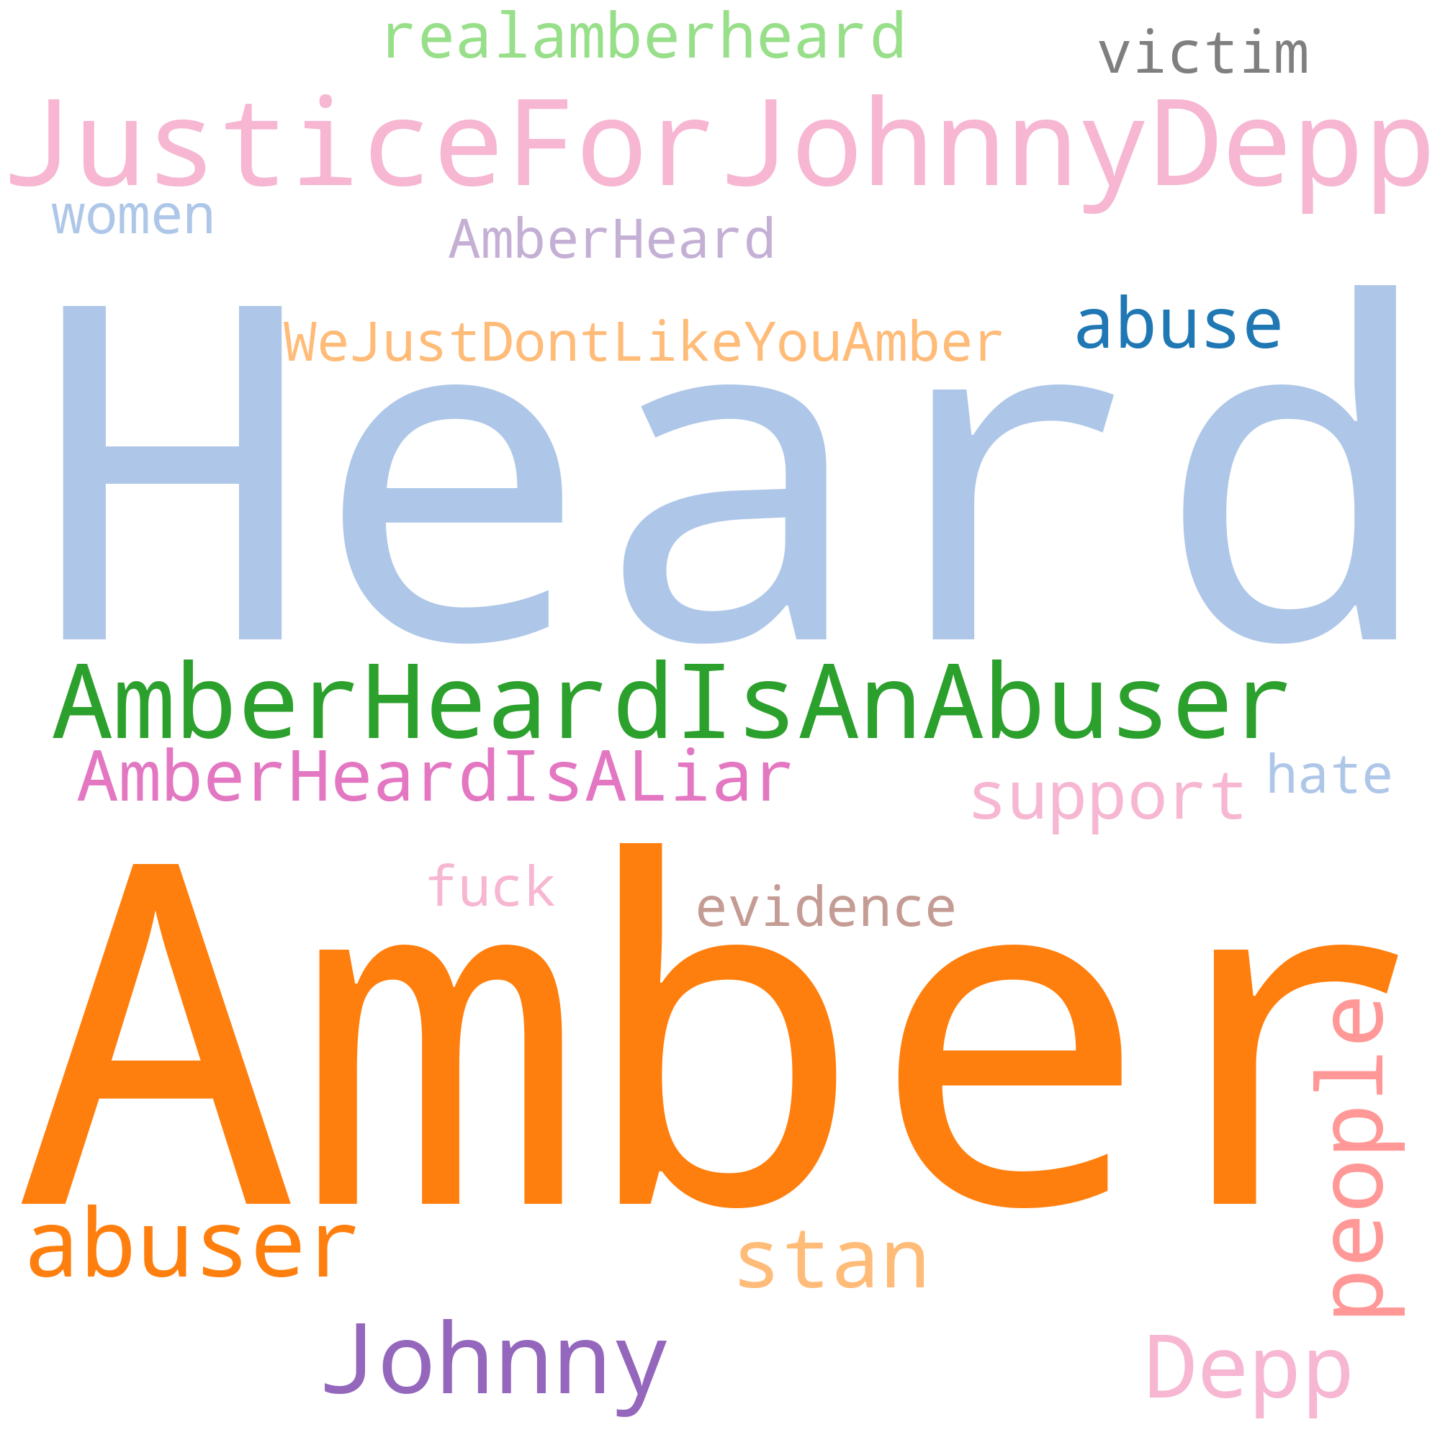 realamberheard
victim
JusticeForJohnnyDepp
women
AmberHeard
WeJustDontLikeYouAmber
abuse
Heard
AmberHeardIsAnAbuser
AmberHeardIsALiar
support
hate
fuck
evidence
Amber
people
abuser
stan
Johnny
Depp